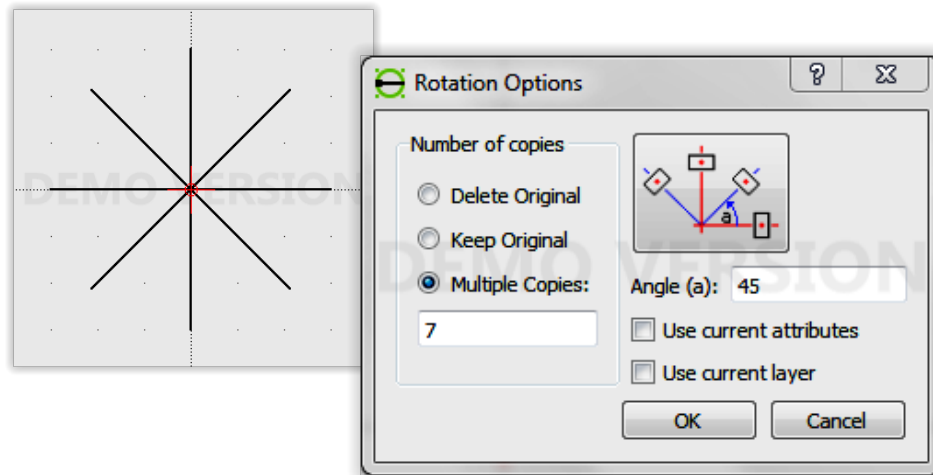 DEMO VERSION
Rotation Options
Number of copies
Delete Original
Keep Original
Multiple Copies:
7
a
Angle (a): 45
Use current attributes
Use current layer
OK
Cancel
DEMO VERSION